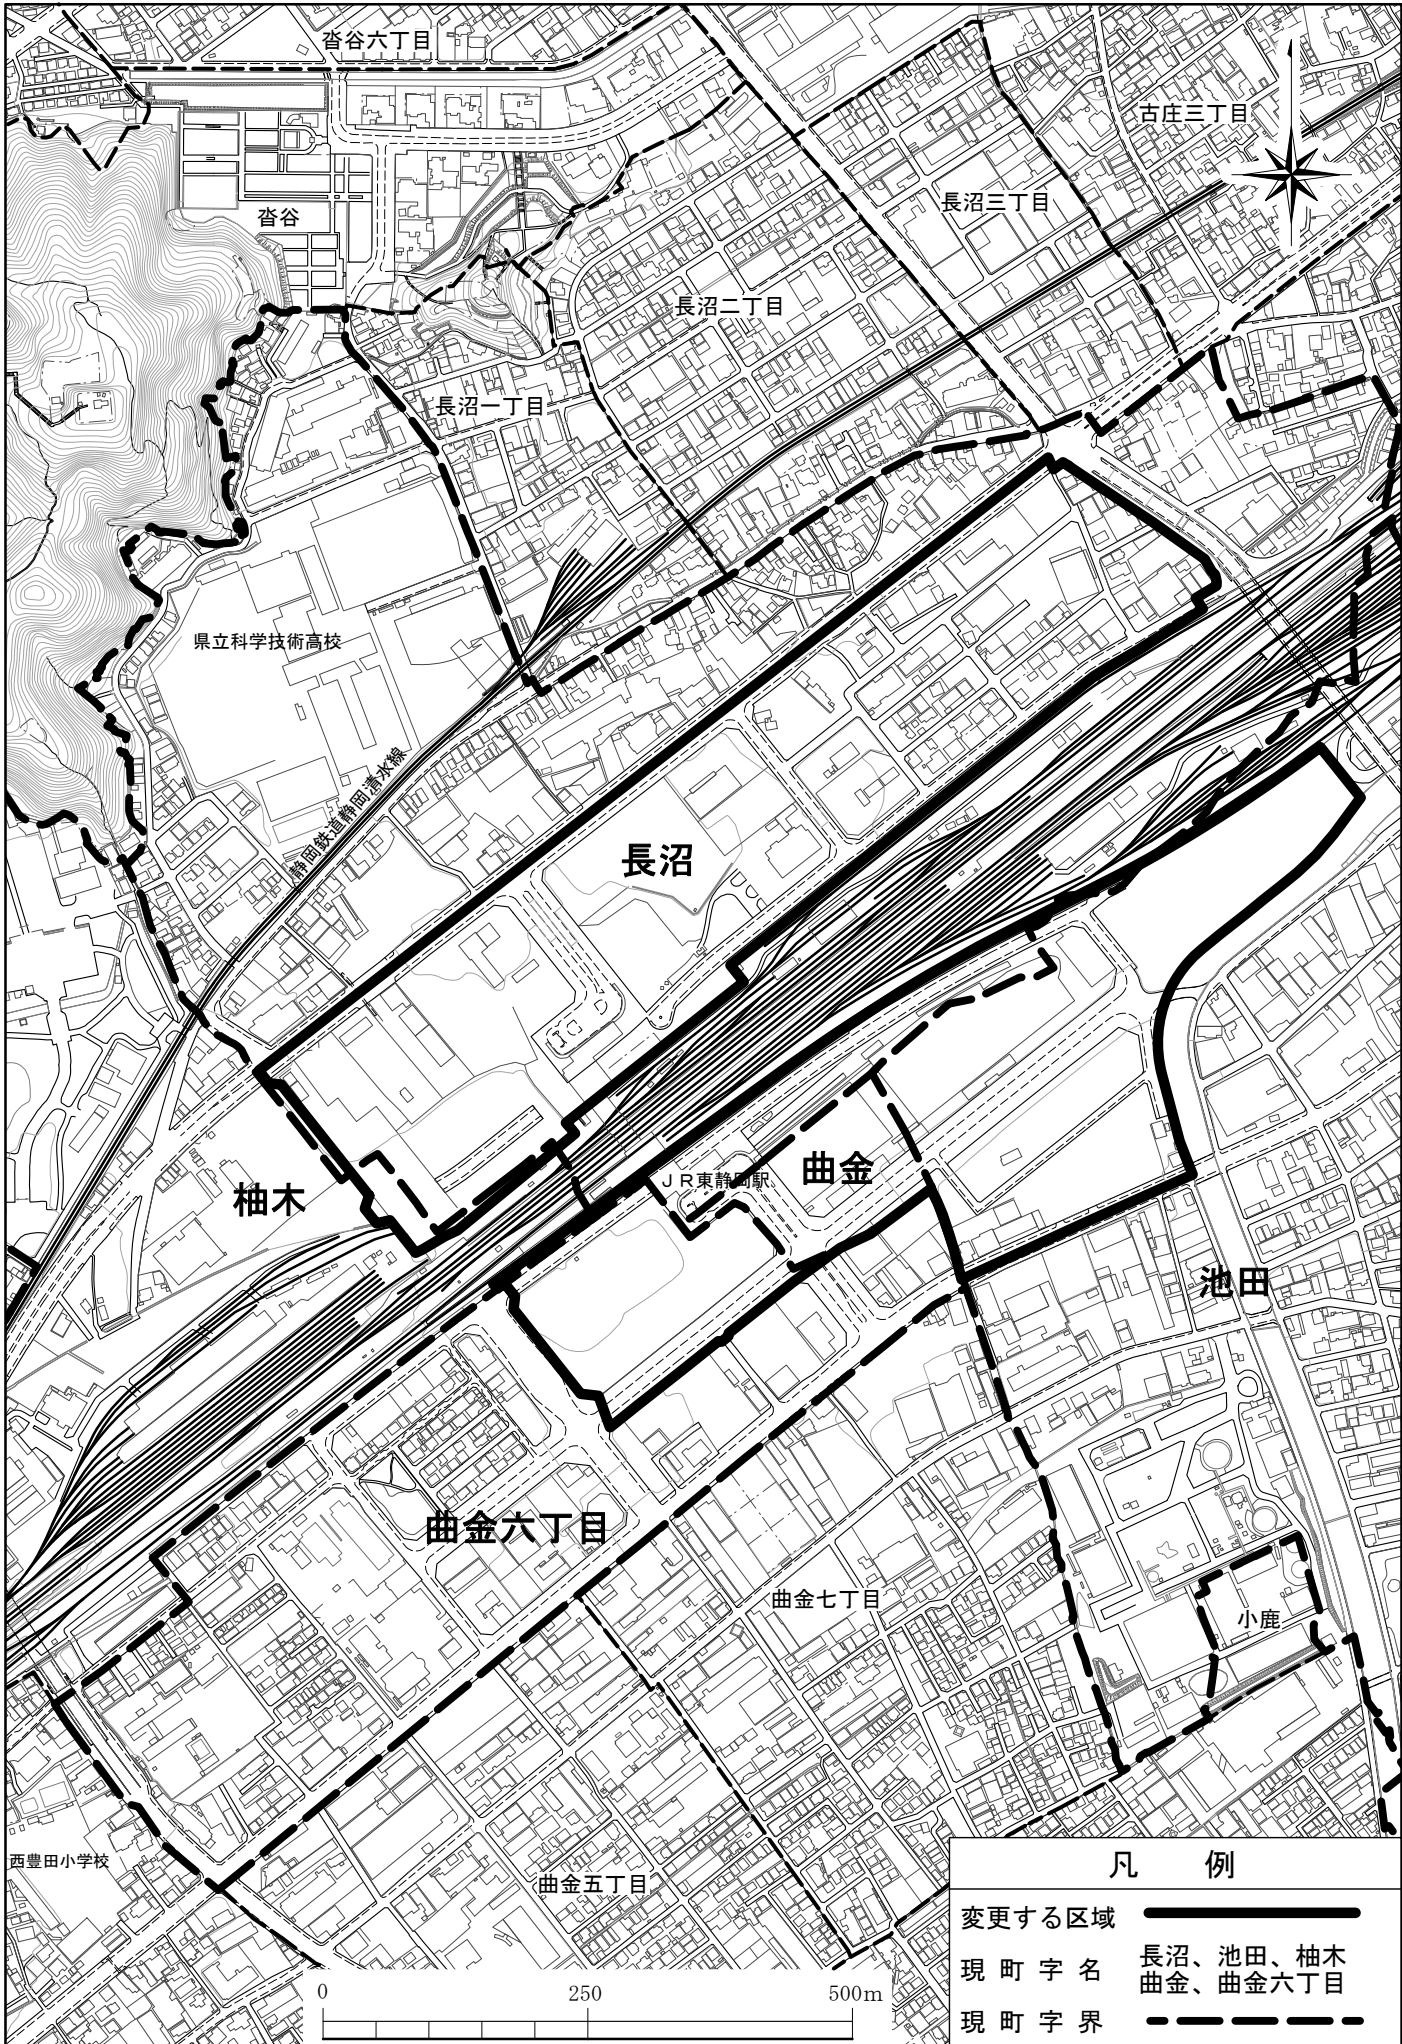 沓谷六丁目
古庄三丁目
長沼三丁目
沓谷
長沼二丁目
長沼一丁目
県立科学技術高校
静岡鉄道静岡清水線
長沼
JR東静岡駅
曲金
柚木
池田
曲金六丁目
曲金七丁目
小鹿
西豊田小学校
曲金五丁目
0 250 500m
凡 例
変更する区域
現町字名 長沼、池田、柚木
曲金、曲金六丁目
現町字界